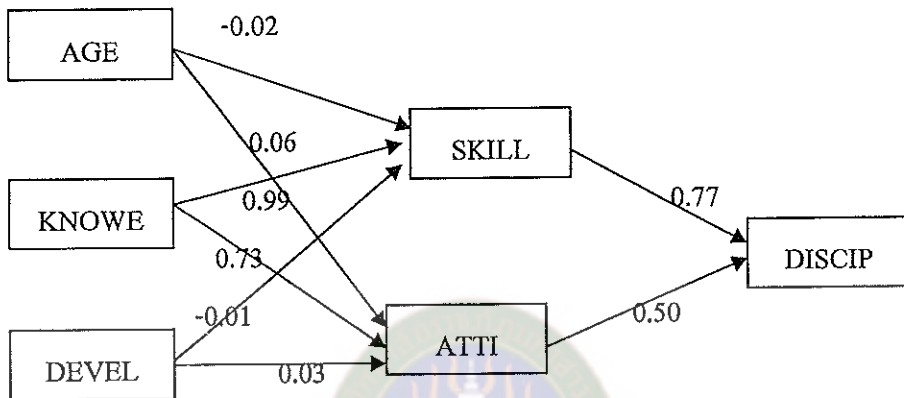 AGE
-0.02
0.06
SKILL
KNOWE
0.99
0.77
DISCIP
0.73
-0.01
ATTI
0.50
DEVEL
0.03